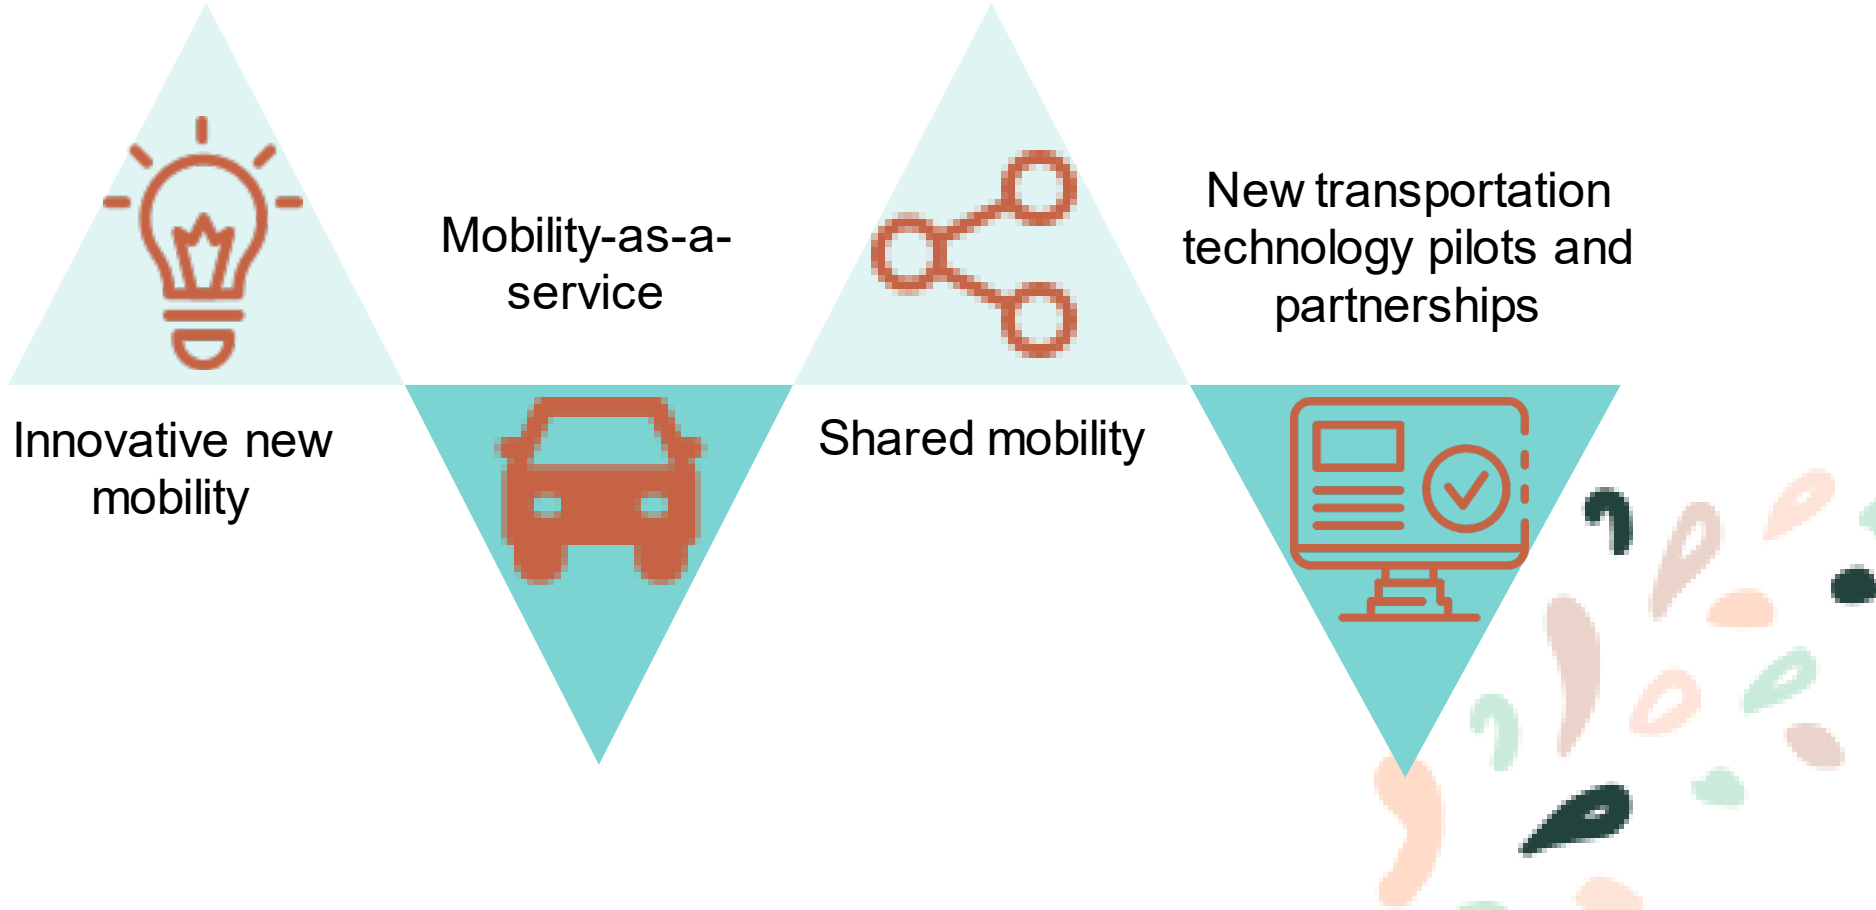 Innovative new
mobility
Mobility-as-a-
service
Shared mobility
New transportation
technology pilots and
partnerships